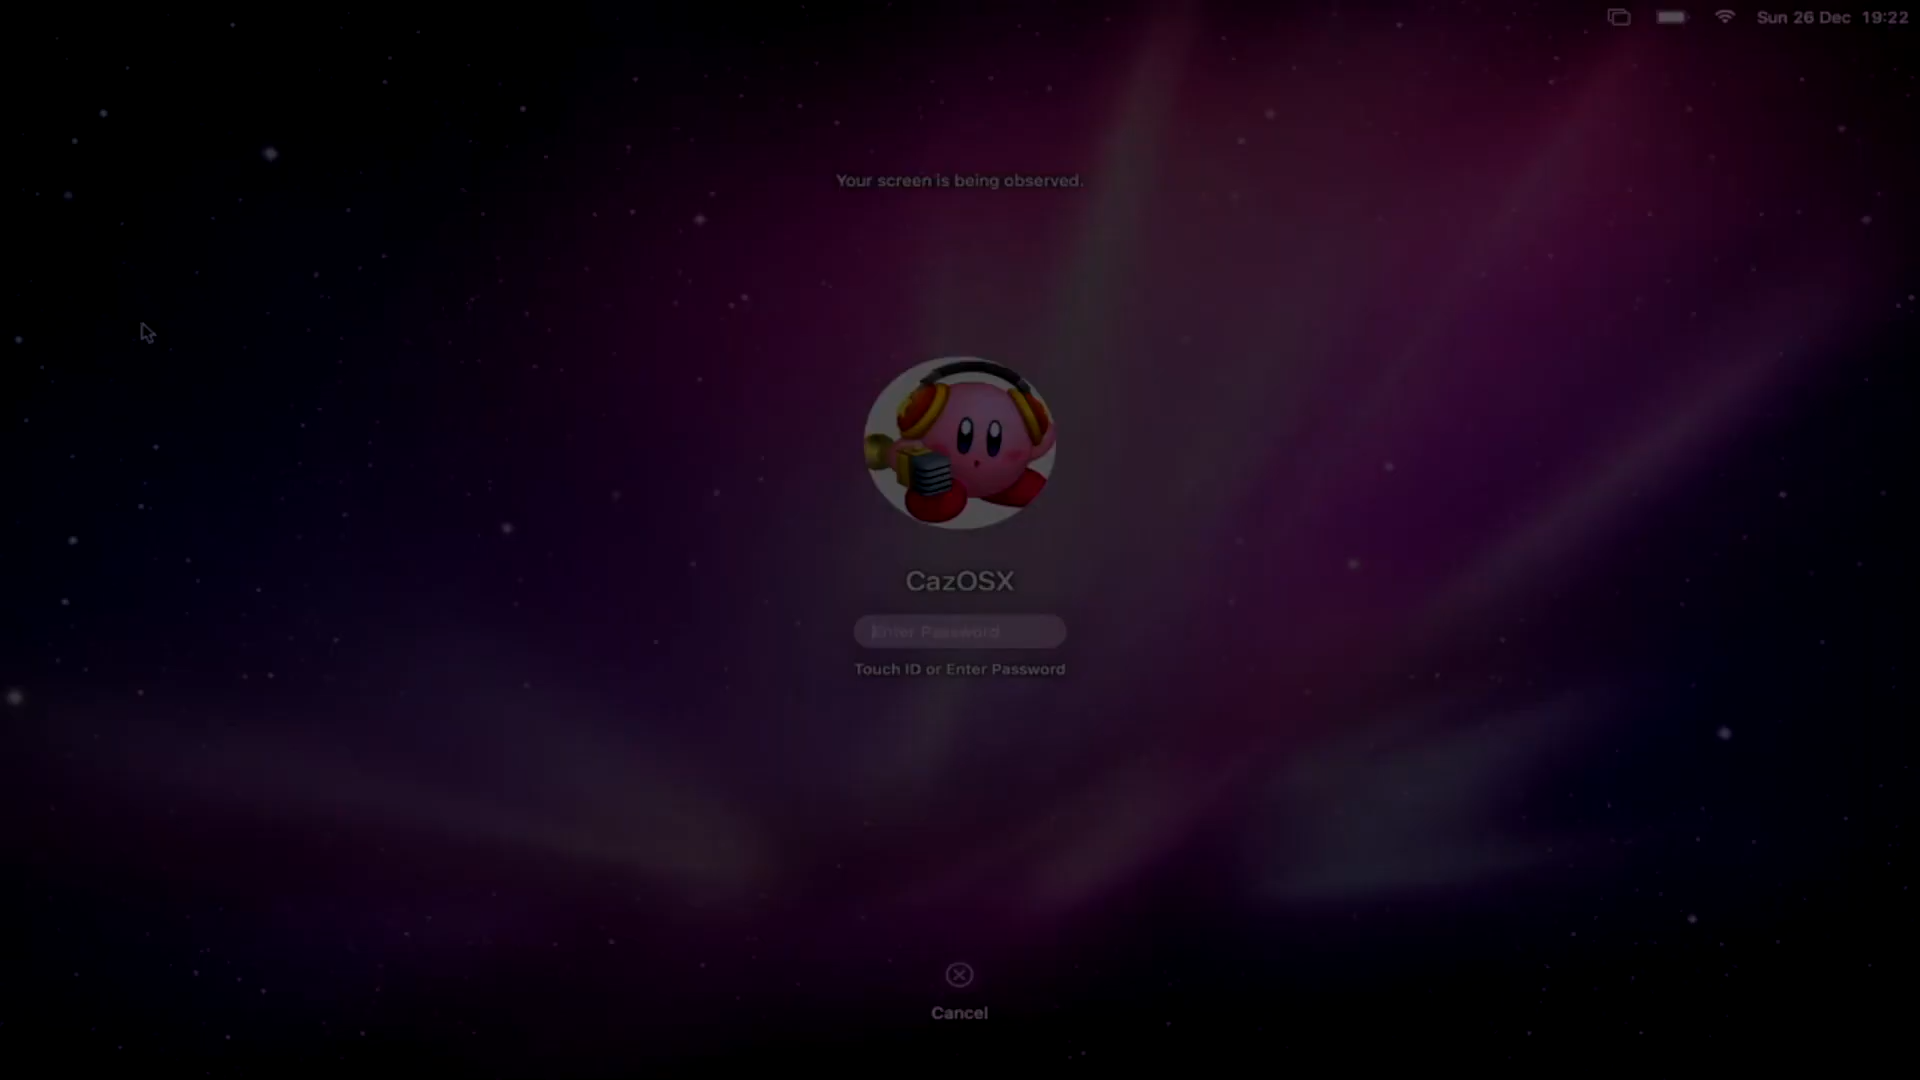 Sun 26 Dec 19:22
Your screen is being observed.
CazOSX
Enter Password
Touch ID or Enter Password
Cancel